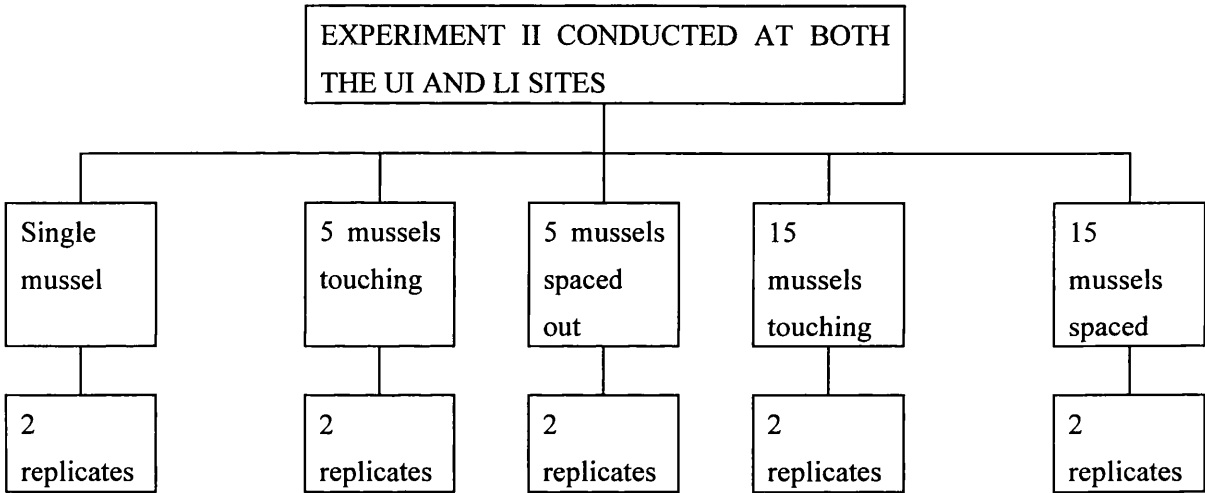 EXPERIMENT II CONDUCTED AT BOTH
THE UI AND LI SITES
Single
mussel
5 mussels
touching
5 mussels
spaced
out
15
mussels
touching
15
mussels
spaced
2
replicates
2
replicates
2
replicates
2
replicates
2
replicates